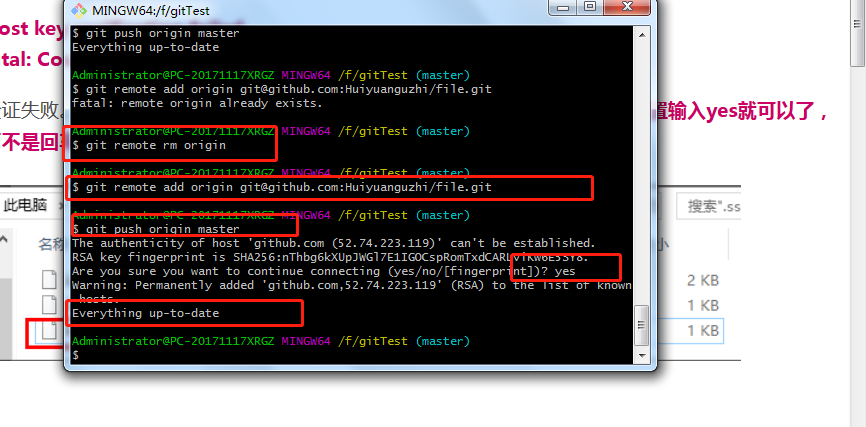 MINGW64:/f/gitTest
ost key
tal: Co
$ git push origin master
Everything up-to-date
Administrator@PC-20171117XRGZ MINGW64 /f/gitTest (master)
$ git remote add origin git@github.com:Huiyuanguzhi/file.git
fatal: remote origin already exists.
证失败。
置输入yes就可以了，
Administrator@PC-20171117XRGZ MINGW64 /f/gitTest (master)
不是回
$ git remote rm origin
Administrator@PC-20171117XRGZ MINGW64 /f/gitTest (master)
$ git remote add origin git@github.com:Huiyuanguzhi/file.git
此电脑
搜索".ss
Administrator@PC-20171117XRGZ MINGW64 /f/gitTest (master)
$ git push origin master
The authenticity of host 'github.com (52.74.223.119)' can't be established.
名称
小
RSA key fingerprint is SHA256:nThbg6kXUpJWGl7E1IGOCspRomTxdCARLviKw6E5SY8.
Are you sure you want to continue connecting (yes/no/[fingerprint])? yes
2 KB
Warning: Permanently added 'github.com,52.74.223.119' (RSA) to the list of known
hosts.
1 KB
Everything up-to-date
1 KB
Administrator@PC-20171117XRGZ MINGW64 /f/gitTest (master)
$